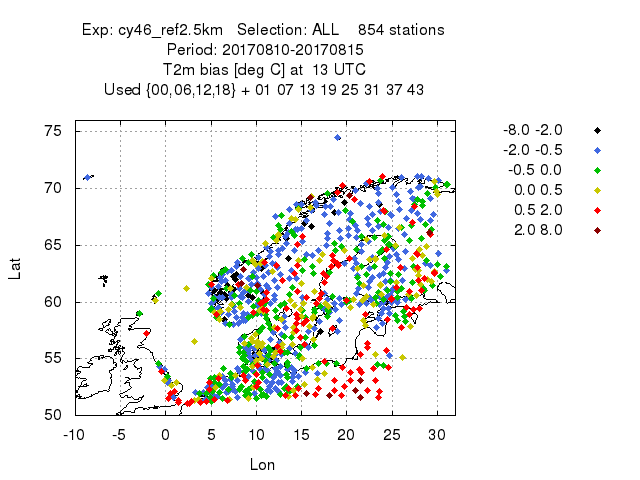 Exp: cy46_ref2.5km Selection: ALL 854 stations
Period: 20170810-20170815
T2m bias [deg C] at 13 UTC
Used {00,06,12,18} + 01 07 13 19 25 31 37 43
75
70
65
60
55
50
Lat
-10 -5 0 5 10 15 20 25 30
Lon
-8.0 -2.0
-2.0 -0.5
-0.5 0.0
0.0 0.5
0.5 2.0
2.0 8.0